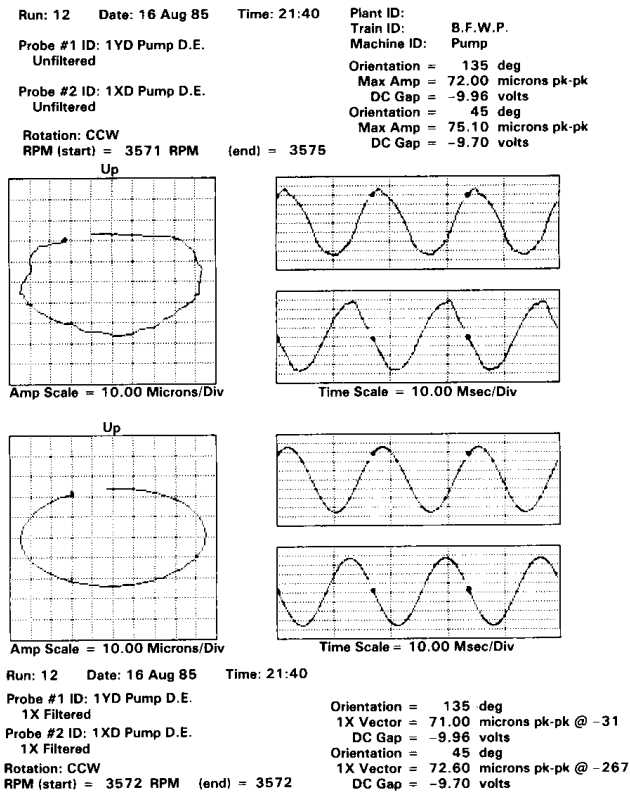 Run: 12 Date: 16 Aug 85 Time: 21:40
Plant ID:
Train ID: B.F.W.P.
Machine ID: Pump
Probe #1 ID: 1YD Pump D.E.
Unfiltered
Orientation = 135 deg
Max Amp = 72.00 microns pk-pk
DC Gap = -9.96 volts
Probe #2 ID: 1XD Pump D.E.
Unfiltered
Orientation = 45 deg
Max Amp = 75.10 microns pk-pk
DC Gap = -9.70 volts
Rotation: CCW
RPM (start) = 3571 RPM (end) = 3575
Up
Amp Scale = 10.00 Microns/Div
Time Scale = 10.00 Msec/Div
Up
Amp Scale = 10.00 Microns/Div
Time Scale = 10.00 Msec/Div
Run: 12 Date: 16 Aug 85 Time: 21:40
Probe #1 ID: 1YD Pump D.E.
1X Filtered
Orientation = 135 deg
1X Vector = 71.00 microns pk-pk @ -31
DC Gap = -9.96 volts
Probe #2 ID: 1XD Pump D.E.
1X Filtered
Orientation = 45 deg
1X Vector = 72.60 microns pk-pk @ -267
DC Gap = -9.70 volts
Rotation: CCW
RPM (start) = 3572 RPM (end) = 3572